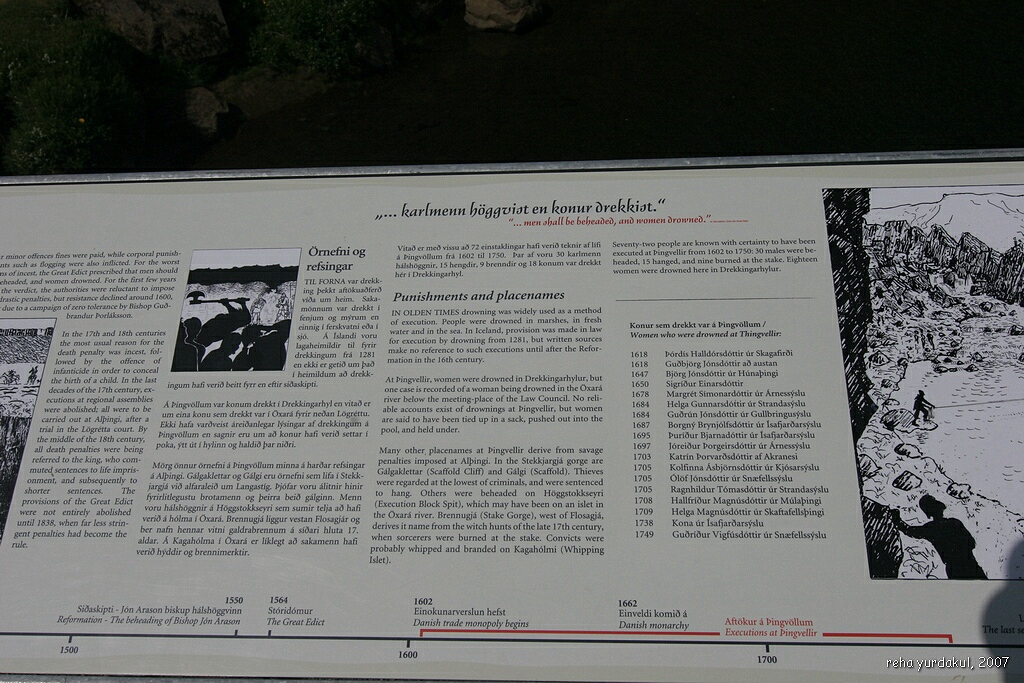 „... karlmenn höggvist en konur drekkist.“
“... men shall be beheaded, and women drowned.”
r minor offences fines were paid, while corporal punish-
nts such as flogging were also inflicted. For the worst
s of incest, the Great Edict prescribed that men should
eheaded, and women drowned. For the first few years
the verdict, the authorities were reluctant to impose
drastic penalties, but resistance declined around 1600,
due to a campaign of zero tolerance by Bishop Guð-
brandur Þorláksson.
In the 17th and 18th centuries
the most usual reason for the
death penalty was incest, fol-
lowed by the offence of
infanticide in order to conceal
the birth of a child. In the last
decades of the 17th century, ex-
ecutions at regional assemblies
were abolished; all were to be
carried out at Alþingi, after a
trial in the Lögrétta court. By
the middle of the 18th century,
all death penalties were being
referred to the king, who com-
muted sentences to life impris-
onment, and subsequently to
shorter sentences. The
provisions of the Great Edict
were not entirely abolished
until 1838, when far less strin-
gent penalties had become the
rule.
Örnefni og
refsingar
TIL FORNA var drekk-
ing þekkt aftökuaðferð
víða um heim. Saka-
mönnum var drekkt í
fenjum og mýrum en
einnig í ferskvatni eða í
sjó. Á Íslandi voru
lagaheimildir til fyrir
drekkingum frá 1281
en ekki er getið um það
í heimildum að drekk-
ingum hafi verið beitt fyrr en eftir siðaskipti.
Á Þingvöllum var konum drekkt í Drekkingarhyl en vitað er
um eina konu sem drekkt var í Öxará fyrir neðan Lögréttu.
Ekki hafa varðveist áreiðanlegar lýsingar af drekkingum á
Þingvöllum en sagnir eru um að konur hafi verið settar í
poka, ýtt út í hylinn og haldið þar niðri.
Mörg önnur örnefni á Þingvöllum minna á harðar refsingar
á Alþingi. Gálgaklettar og Gálgi eru örnefni sem lifa í Stekk-
jargjá við alfaraleið um Langastíg. Þjófar voru álitnir hinir
fyrirlitlegustu brotamenn og þeirra beið gálginn. Menn
voru hálshöggnir á Höggstokkseyri sem sumir telja að hafi
verið á hólma í Öxará. Brennugjá liggur vestan Flosagjár og
ber nafn hennar vitni galdrabrennum á síðari hluta 17.
aldar. Á Kagahólma í Öxará er líklegt að sakamenn hafi
verið hýddir og brennimerktir.
Vitað er með vissu að 72 einstaklingar hafi verið teknir af lífi
á Þingvöllum frá 1602 til 1750. Þar af voru 30 karlmenn
hálshöggnir, 15 hengdir, 9 brenndir og 18 konum var drekkt
hér í Drekkingarhyl.
Punishments and placenames
IN OLDEN TIMES drowning was widely used as a method
of execution. People were drowned in marshes, in fresh
water and in the sea. In Iceland, provision was made in law
for execution by drowning from 1281, but written sources
make no reference to such executions until after the Refor-
mation in the 16th century.
At Þingvellir, women were drowned in Drekkingarhylur, but
one case is recorded of a woman being drowned in the Öxará
river below the meeting-place of the Law Council. No reli-
able accounts exist of drownings at Þingvellir, but women
are said to have been tied up in a sack, pushed out into the
pool, and held under.
Many other placenames at Þingvellir derive from savage
penalties imposed at Alþingi. In the Stekkjargjá gorge are
Gálgaklettar (Scaffold Cliff) and Gálgi (Scaffold). Thieves
were regarded at the lowest of criminals, and were sentenced
to hang. Others were beheaded on Höggstokkseyri
(Execution Block Spit), which may have been on an islet in
the Öxará river. Brennugjá (Stake Gorge), west of Flosagjá,
derives it name from the witch hunts of the late 17th century,
when sorcerers were burned at the stake. Convicts were
probably whipped and branded on Kagahólmi (Whipping
Islet).
Seventy-two people are known with certainty to have been
executed at Þingvellir from 1602 to 1750: 30 males were be-
headed, 15 hanged, and nine burned at the stake. Eighteen
women were drowned here in Drekkingarhylur.
Konur sem drekkt var á Þingvöllum /
Women who were drowned at Thingvellir:
1618 Þórdís Halldórsdóttir úr Skagafirði
1618 Guðbjörg Jónsdóttir að austan
1647 Björg Jónsdóttir úr Húnaþingi
1650 Sigríður Einarsdóttir
1678 Margrét Símonardóttir úr Árnessýslu
1684 Helga Gunnarsdóttir úr Strandasýslu
1684 Guðrún Jónsdóttir úr Gullbringusýslu
1687 Borgný Brynjólfsdóttir úr Ísafjarðarsýslu
1695 Þuríður Bjarnadóttir úr Ísafjarðarsýslu
1697 Jóreiður Þorgeirsdóttir úr Árnessýslu
1703 Katrín Þorvarðsdóttir af Akranesi
1705 Kolfinna Ásbjörnsdóttir úr Kjósarsýslu
1705 Ólöf Jónsdóttir úr Snæfellssýslu
1705 Ragnhildur Tómasdóttir úr Strandasýslu
1708 Hallfríður Magnúsdóttir úr Múlaþingi
1709 Helga Magnúsdóttir úr Skaftafellsþingi
1738 Kona úr Ísafjarðarsýslu
1749 Guðríður Vigfúsdóttir úr Snæfellssýslu
1550
Siðaskipti - Jón Arason biskup hálshöggvinn
Reformation - The beheading of Bishop Jón Arason
1564
Stóridómur
The Great Edict
1602
Einokunarverslun hefst
Danish trade monopoly begins
1662
Einveldi komið á
Danish monarchy
Aftökur á Þingvöllum
Executions at Þingvellir
The last se
1500
1600
1700
reha yurdakul, 2007